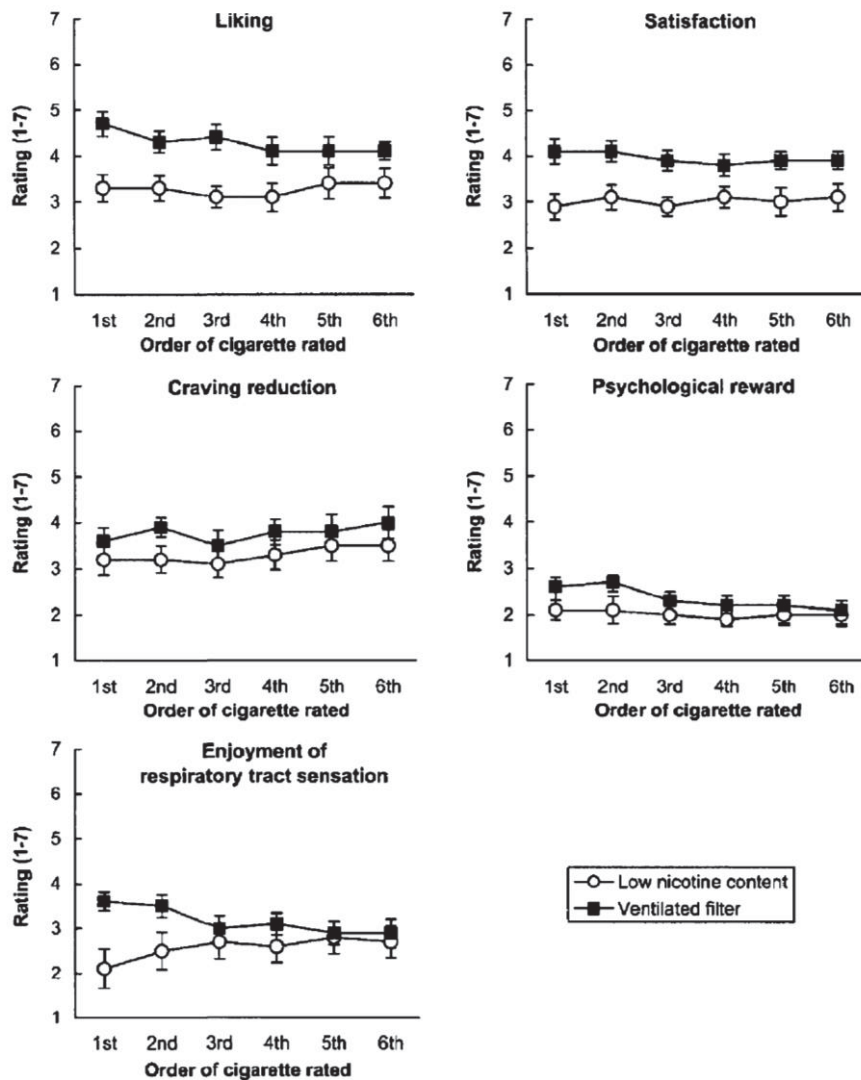 Liking
Rating (1-7)
7
6
5
4
3
2
1
1st 2nd 3rd 4th 5th 6th
Order of cigarette rated
Satisfaction
Rating (1-7)
7
6
5
4
3
2
1
1st 2nd 3rd 4th 5th 6th
Order of cigarette rated
Craving reduction
Rating (1-7)
7
6
5
4
3
2
1
1st 2nd 3rd 4th 5th 6th
Order of cigarette rated
Psychological reward
Rating (1-7)
7
6
5
4
3
2
1
1st 2nd 3rd 4th 5th 6th
Order of cigarette rated
Enjoyment of
respiratory tract sensation
Rating (1-7)
7
6
5
4
3
2
1
1st 2nd 3rd 4th 5th 6th
Order of cigarette rated
Low nicotine content
Ventilated filter